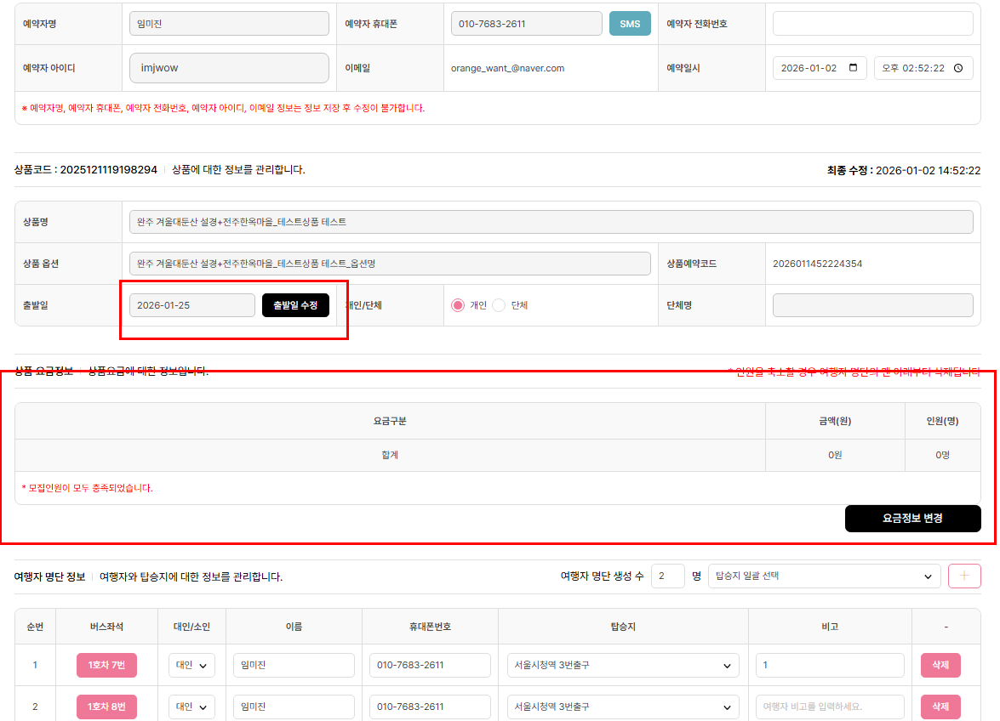 예약자명 임미진 예약자 휴대폰 010-7683-2611 SMS 예약자 전화번호
예약자 아이디 imjwow 이메일 orange_want_@naver.com 예약일시 2026-01-02 오후 02:52:22
※ 예약자명, 예약자 휴대폰, 예약자 전화번호, 예약자 아이디, 이메일 정보는 정보 저장 후 수정이 불가합니다.
상품코드 : 2025121119198294 상품에 대한 정보를 관리합니다. 최종 수정 : 2026-01-02 14:52:22
상품명 완주 겨울대둔산 설경+전주한옥마을_테스트상품 테스트
상품 옵션 완주 겨울대둔산 설경+전주한옥마을_테스트상품 테스트_옵션명 상품예약코드 2026011452224354
출발일 2026-01-25 출발일 수정 개인/단체 개인 단체 단체명
상품 요금정보 상품요금에 대한 정보입니다. * 인원을 축소할 경우 여행자 명단의 맨 아래부터 삭제됩니다
요금구분 금액(원) 인원(명)
합계 0원 0명
* 모집인원이 모두 충족되었습니다.
요금정보 변경
여행자 명단 정보 여행자와 탑승지에 대한 정보를 관리합니다. 여행자 명단 생성 수 2 명 탑승지 일괄 선택 +
순번 버스좌석 대인/소인 이름 휴대폰번호 탑승지 비고 -
1 1호차 7번 대인 임미진 010-7683-2611 서울시청역 3번출구 1 삭제
2 1호차 8번 대인 임미진 010-7683-2611 서울시청역 3번출구 여행자 비고를 입력하세요. 삭제